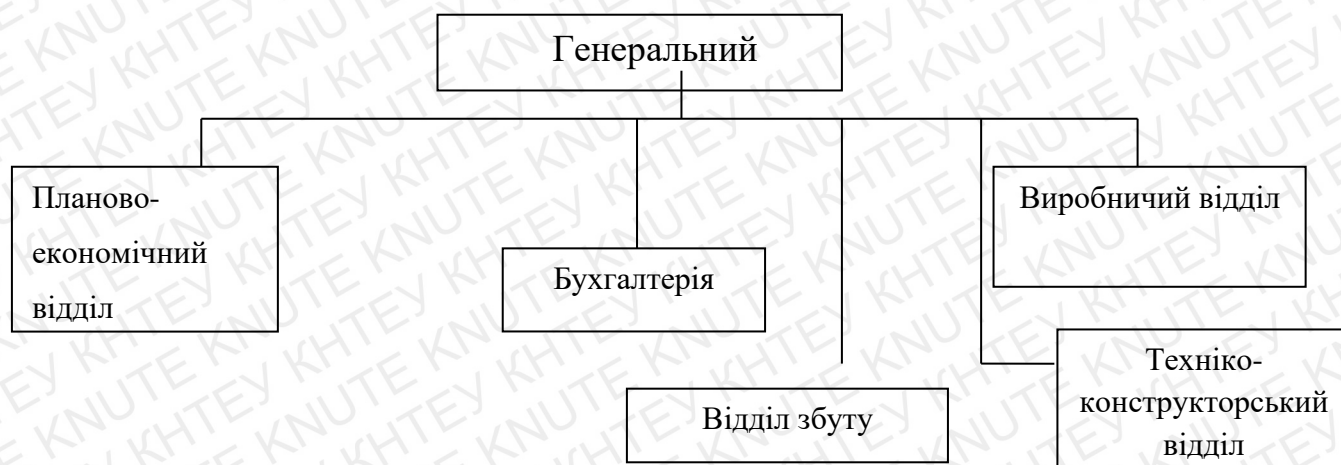 Генеральний
Планово-
економічний
відділ
Бухгалтерія
Виробничий відділ
Відділ збуту
Техніко-
конструкторський
відділ